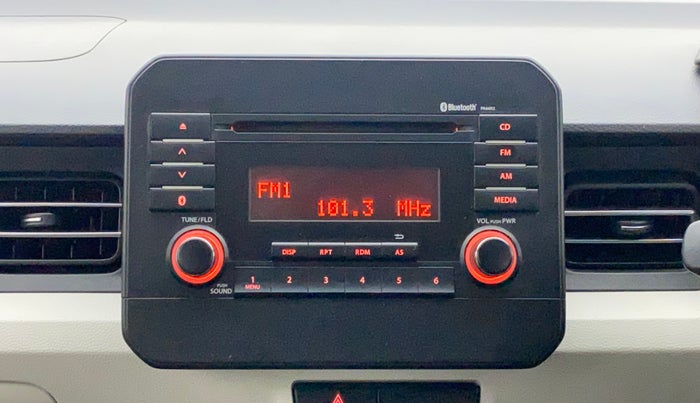 Bluetooth
CD
FM
FM1
AM
101.3 MHz
MEDIA
TUNE/FLD
VOL PUSH PWR
DISP RPT RDM AS
PUSH
SOUND
1 2 3 4 5 6
MENU